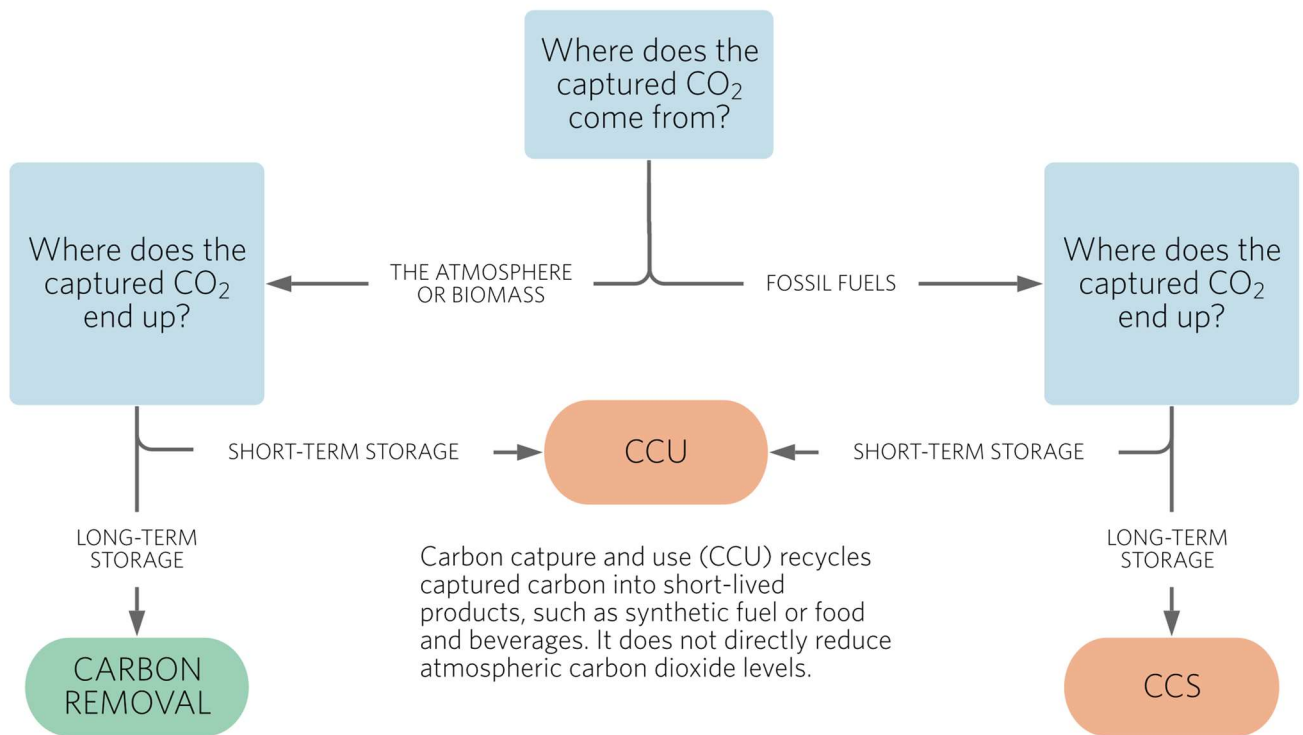 Where does the
captured CO₂
come from?
Where does the
captured CO₂
end up?
THE ATMOSPHERE
OR BIOMASS
FOSSIL FUELS
Where does the
captured CO₂
end up?
SHORT-TERM STORAGE
CCU
SHORT-TERM STORAGE
LONG-TERM
STORAGE
LONG-TERM
STORAGE
Carbon catpure and use (CCU) recycles
captured carbon into short-lived
products, such as synthetic fuel or food
and beverages. It does not directly reduce
atmospheric carbon dioxide levels.
CARBON
REMOVAL
CCS